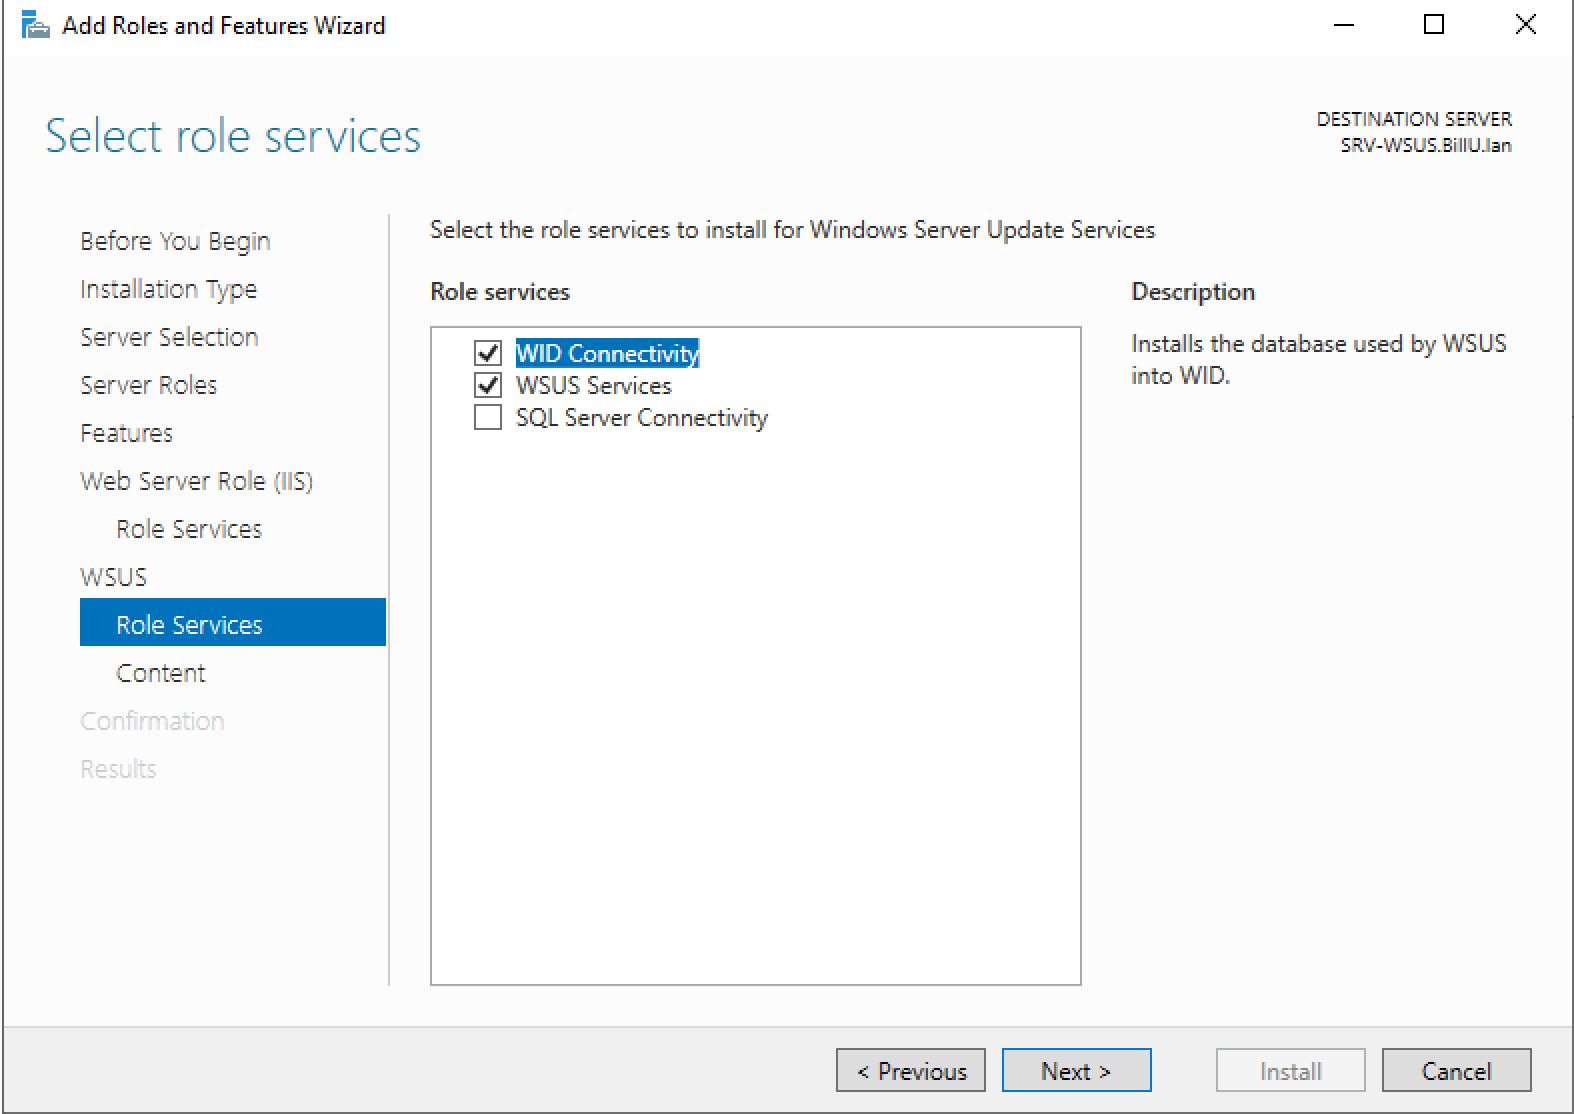 Add Roles and Features Wizard
Select role services
DESTINATION SERVER
SRV-WSUS.BillU.lan
Before You Begin
Installation Type
Server Selection
Server Roles
Features
Web Server Role (IIS)
Role Services
WSUS
Role Services
Content
Confirmation
Results
Select the role services to install for Windows Server Update Services
Role services
WID Connectivity
WSUS Services
SQL Server Connectivity
Description
Installs the database used by WSUS
into WID.
< Previous
Next >
Install
Cancel